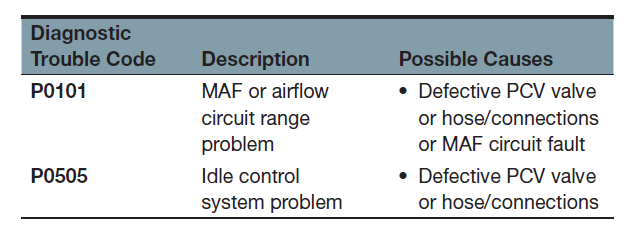 Diagnostic
Trouble Code Description Possible Causes
P0101 MAF or airflow • Defective PCV valve
circuit range or hose/connections
problem or MAF circuit fault
P0505 Idle control • Defective PCV valve
system problem or hose/connections